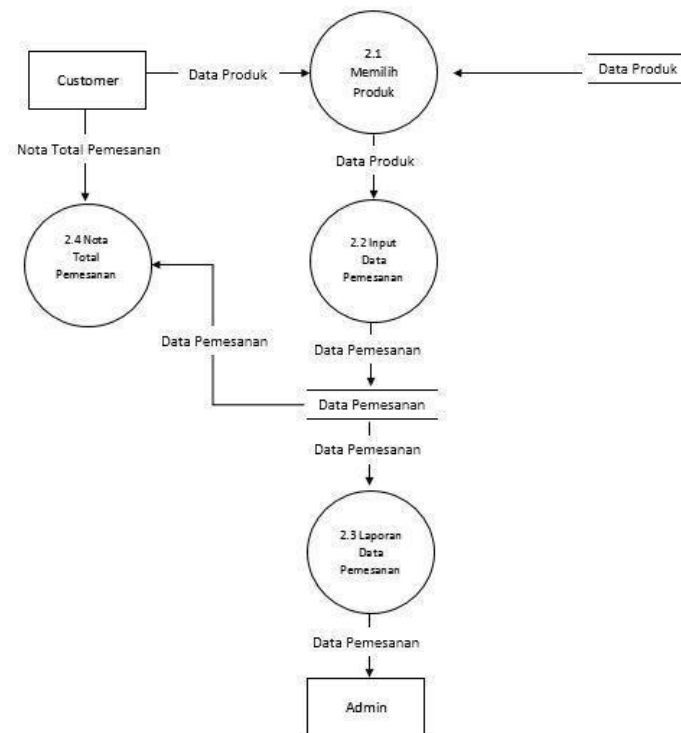 2.1
Memilih
Produk
Customer
Data Produk
Data Produk
Nota Total Pemesanan
Data Produk
2.4 Nota
Total
Pemesanan
2.2 Input
Data
Pemesanan
Data Pemesanan
Data Pemesanan
Data Pemesanan
Data Pemesanan
2.3 Laporan
Data
Pemesanan
Data Pemesanan
Admin